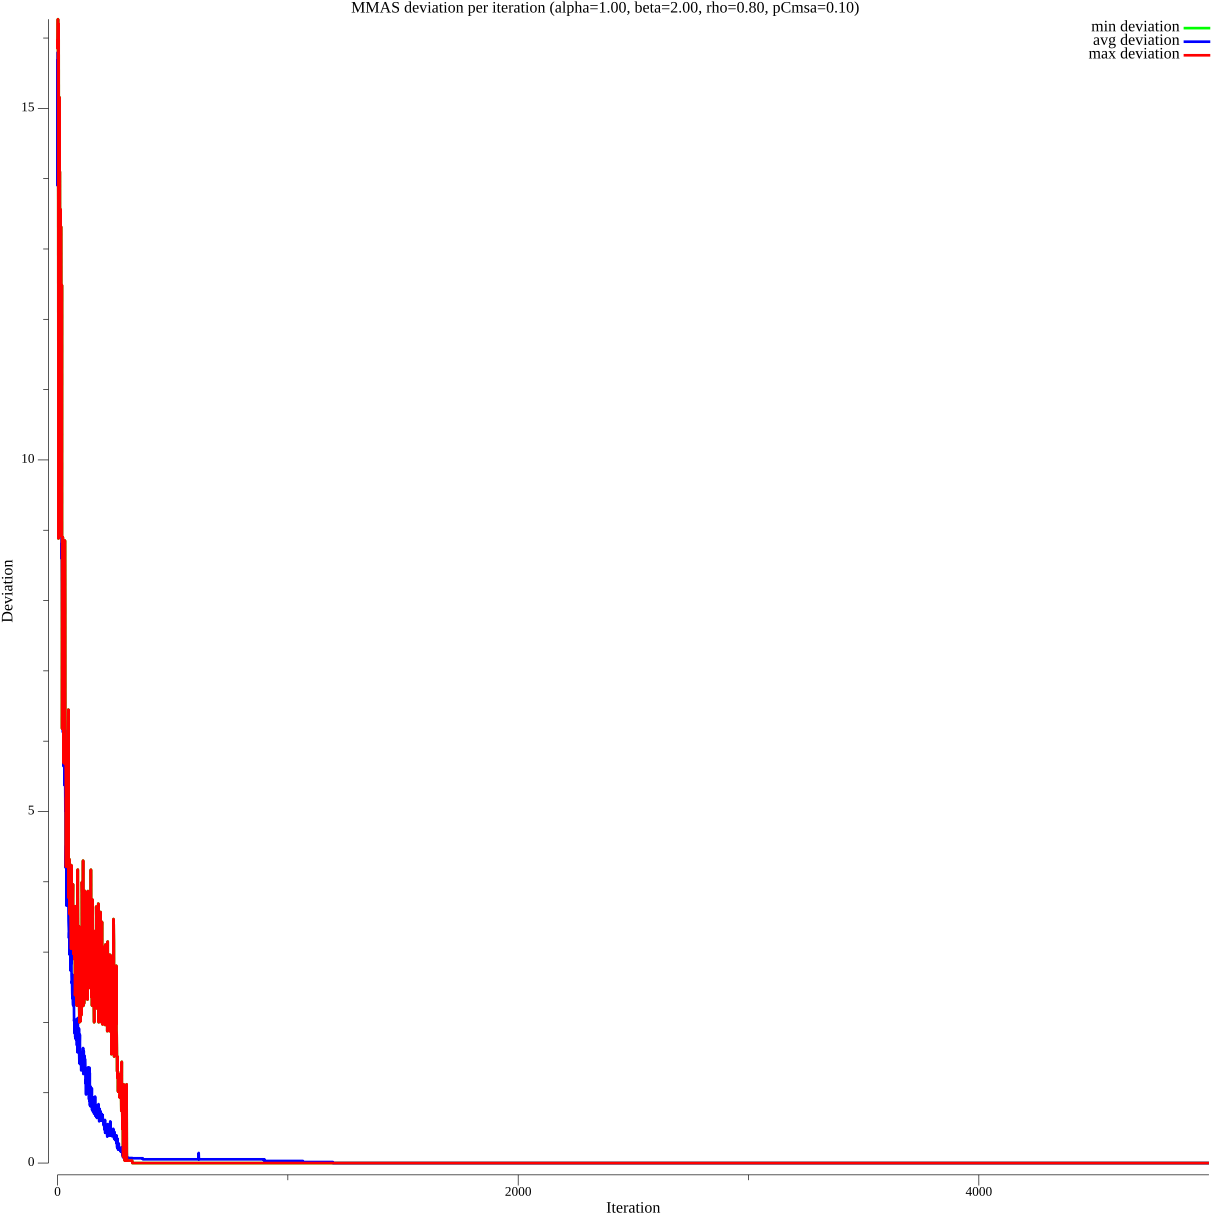 MMAS deviation per iteration (alpha=1.00, beta=2.00, rho=0.80, pCmsa=0.10)
min deviation
avg deviation
max deviation
15
10
5
0
Deviation
0
2000
4000
Iteration